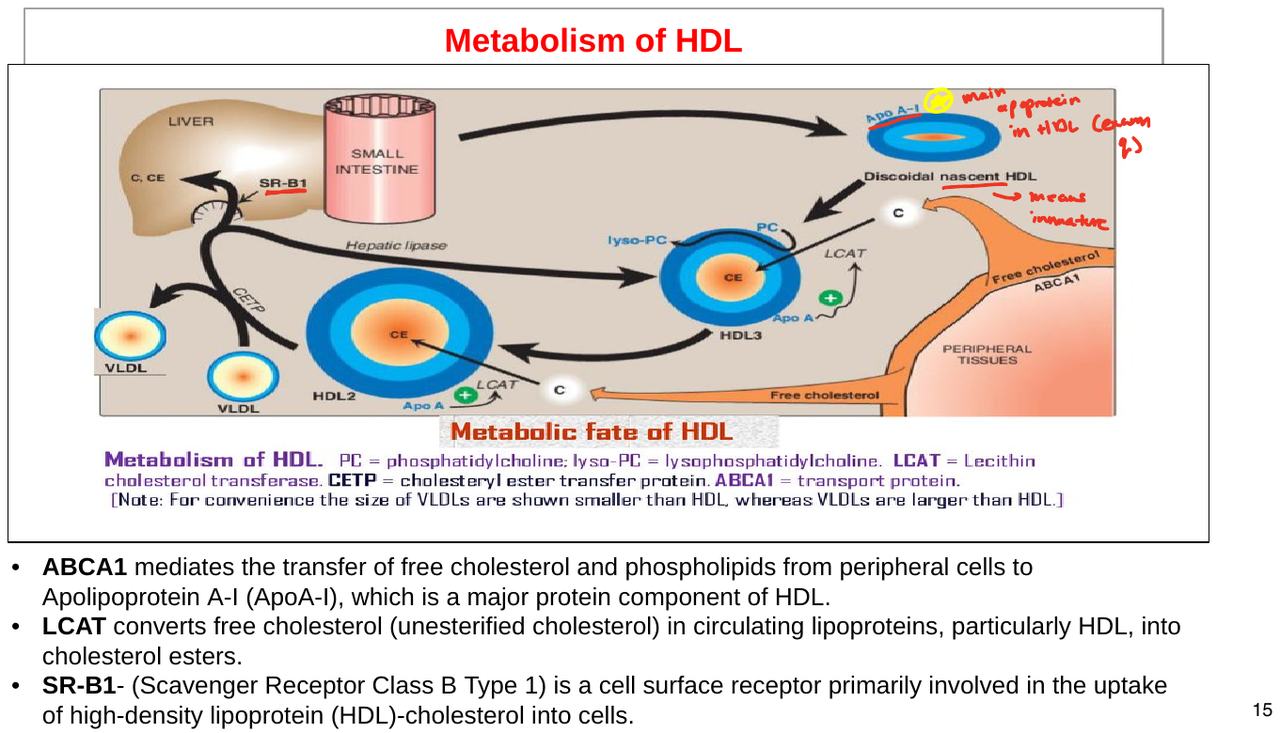 Metabolism of HDL
LIVER
SMALL
INTESTINE
C, CE
SR-B1
Apo A-I
main
apoprotein
in HDL (exam
q)
Discoidal nascent HDL
means
immature
C
PC
lyso-PC
LCAT
Hepatic lipase
CE
Free cholesterol
ABCA1
+
Apo A
HDL3
CETP
CE
PERIPHERAL
TISSUES
VLDL
VLDL
HDL2
LCAT
+
Apo A
C
Free cholesterol
Metabolic fate of HDL
Metabolism of HDL. PC = phosphatidylcholine; lyso-PC = lysophosphatidylcholine. LCAT = Lecithin
cholesterol transferase. CETP = cholesteryl ester transfer protein. ABCA1 = transport protein.
[Note: For convenience the size of VLDLs are shown smaller than HDL, whereas VLDLs are larger than HDL.]
• ABCA1 mediates the transfer of free cholesterol and phospholipids from peripheral cells to
Apolipoprotein A-I (ApoA-I), which is a major protein component of HDL.
• LCAT converts free cholesterol (unesterified cholesterol) in circulating lipoproteins, particularly HDL, into
cholesterol esters.
• SR-B1- (Scavenger Receptor Class B Type 1) is a cell surface receptor primarily involved in the uptake
of high-density lipoprotein (HDL)-cholesterol into cells.
15